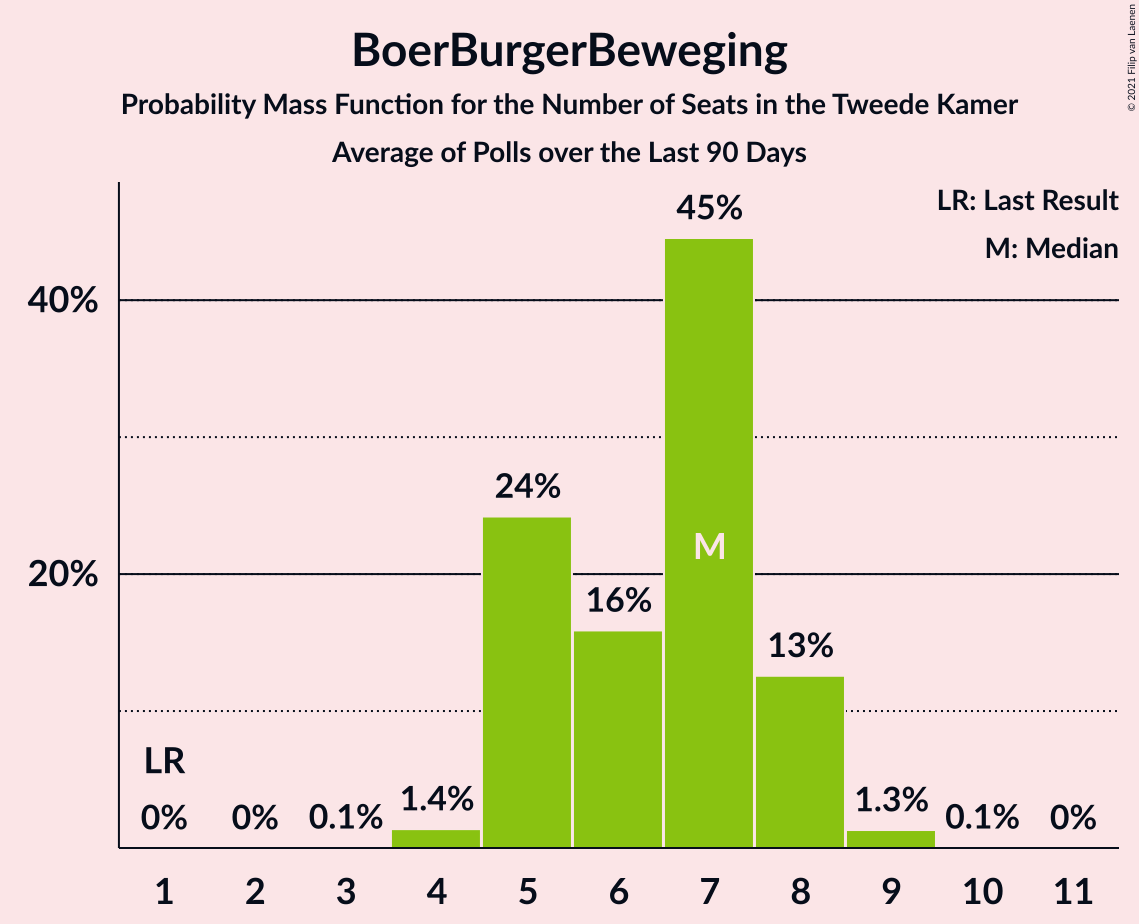 BoerBurgerBeweging
Probability Mass Function for the Number of Seats in the Tweede Kamer
Average of Polls over the Last 90 Days
© 2021 Filip van Laenen
LR: Last Result
M: Median
40%
20%
45%
24%
M
16%
13%
LR
0%
0%
0.1%
1.4%
1.3%
0.1%
0%
1 2 3 4 5 6 7 8 9 10 11